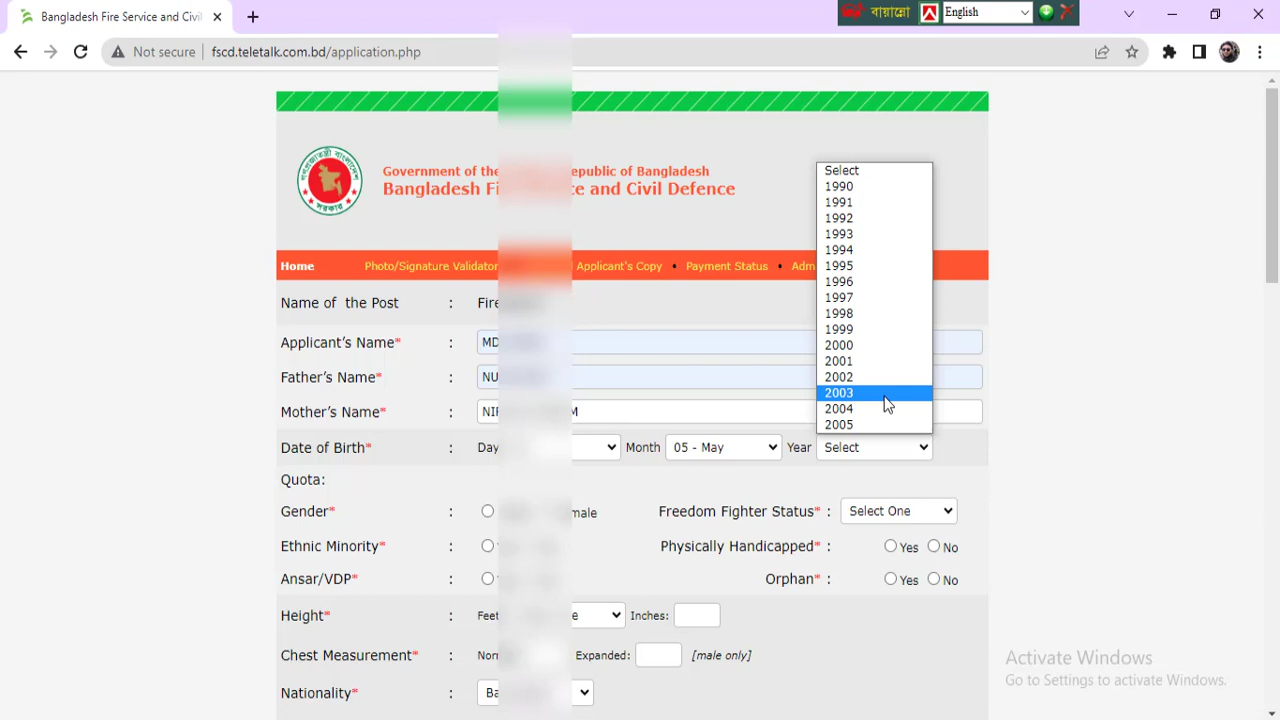 Bangladesh Fire Service and Civi
বায়ান্নো
English
Not secure
fscd.teletalk.com.bd/application.php
Government of the epublic of Bangladesh
Bangladesh Fi e and Civil Defence
Home Photo/Signature Validator Applicant's Copy • Payment Status • Adm
Name of the Post : Fire
Applicant's Name* : MD
Father's Name* : NU
Mother's Name* : NI M
Date of Birth* : Day Month 05 - May Year Select
Select
1990
1991
1992
1993
1994
1995
1996
1997
1998
1999
2000
2001
2002
2003
2004
2005
Quota:
Gender* : male Freedom Fighter Status* : Select One
Ethnic Minority* : Physically Handicapped* : Yes No
Ansar/VDP* : Orphan* : Yes No
Height* : Feet e Inches:
Chest Measurement* : Nor Expanded: [male only]
Nationality* : Ba
Activate Windows
Go to Settings to activate Windows.